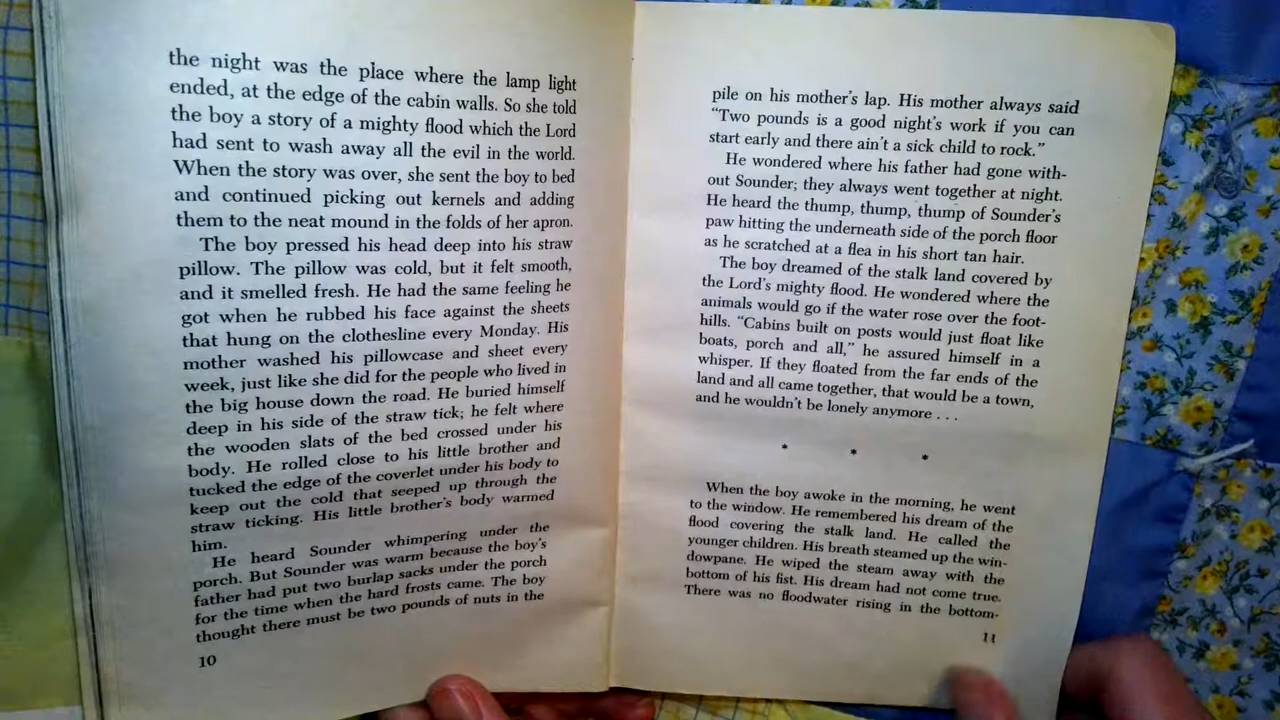 the night was the place where the lamp light
ended, at the edge of the cabin walls. So she told
the boy a story of a mighty flood which the Lord
had sent to wash away all the evil in the world.
When the story was over, she sent the boy to bed
and continued picking out kernels and adding
them to the neat mound in the folds of her apron.
The boy pressed his head deep into his straw
pillow. The pillow was cold, but it felt smooth,
and it smelled fresh. He had the same feeling he
got when he rubbed his face against the sheets
that hung on the clothesline every Monday. His
mother washed his pillowcase and sheet every
week, just like she did for the people who lived in
the big house down the road. He buried himself
deep in his side of the straw tick; he felt where
the wooden slats of the bed crossed under his
body. He rolled close to his little brother and
tucked the edge of the coverlet under his body to
keep out the cold that seeped up through the
straw ticking. His little brother's body warmed
him.
He heard Sounder whimpering under the
porch. But Sounder was warm because the boy's
father had put two burlap sacks under the porch
for the time when the hard frosts came. The boy
thought there must be two pounds of nuts in the
10
pile on his mother's lap. His mother always said
“Two pounds is a good night's work if you can
start early and there ain't a sick child to rock.”
He wondered where his father had gone with-
out Sounder; they always went together at night.
He heard the thump, thump, thump of Sounder's
paw hitting the underneath side of the porch floor
as he scratched at a flea in his short tan hair.
The boy dreamed of the stalk land covered by
the Lord's mighty flood. He wondered where the
animals would go if the water rose over the foot-
hills. “Cabins built on posts would just float like
boats, porch and all,” he assured himself in a
whisper. If they floated from the far ends of the
land and all came together, that would be a town,
and he wouldn't be lonely anymore . . .
* * *
When the boy awoke in the morning, he went
to the window. He remembered his dream of the
flood covering the stalk land. He called the
younger children. His breath steamed up the win-
dowpane. He wiped the steam away with the
bottom of his fist. His dream had not come true.
There was no floodwater rising in the bottom-
11